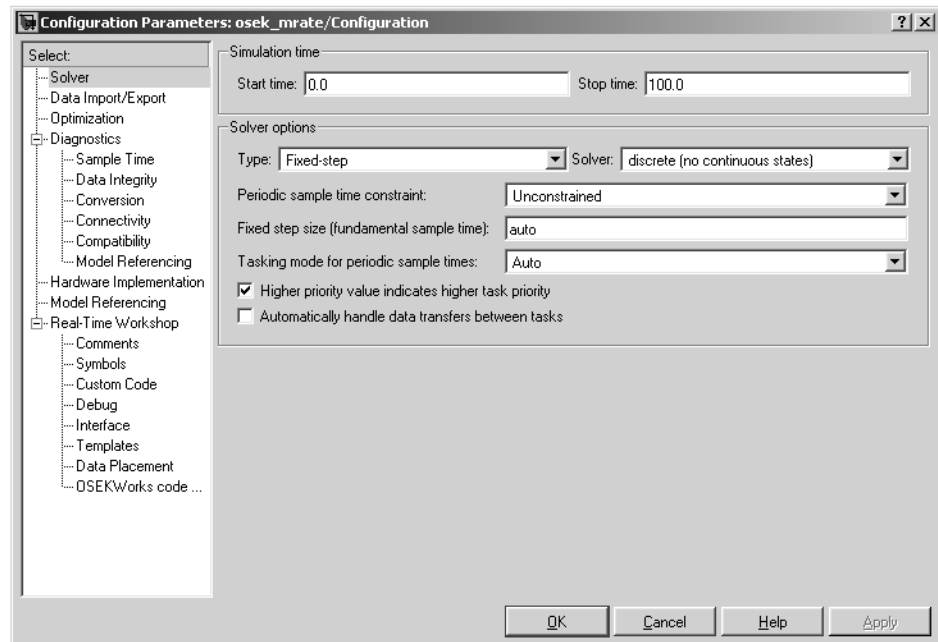 Configuration Parameters: osek_mrate/Configuration
Select:
Solver
Data Import/Export
Optimization
Diagnostics
Sample Time
Data Integrity
Conversion
Connectivity
Compatibility
Model Referencing
Hardware Implementation
Model Referencing
Real-Time Workshop
Comments
Symbols
Custom Code
Debug
Interface
Templates
Data Placement
OSEKWorks code ...
Simulation time
Start time: 0.0 Stop time: 100.0
Solver options
Type: Fixed-step Solver: discrete (no continuous states)
Periodic sample time constraint: Unconstrained
Fixed step size (fundamental sample time): auto
Tasking mode for periodic sample times: Auto
Higher priority value indicates higher task priority
Automatically handle data transfers between tasks
OK Cancel Help Apply